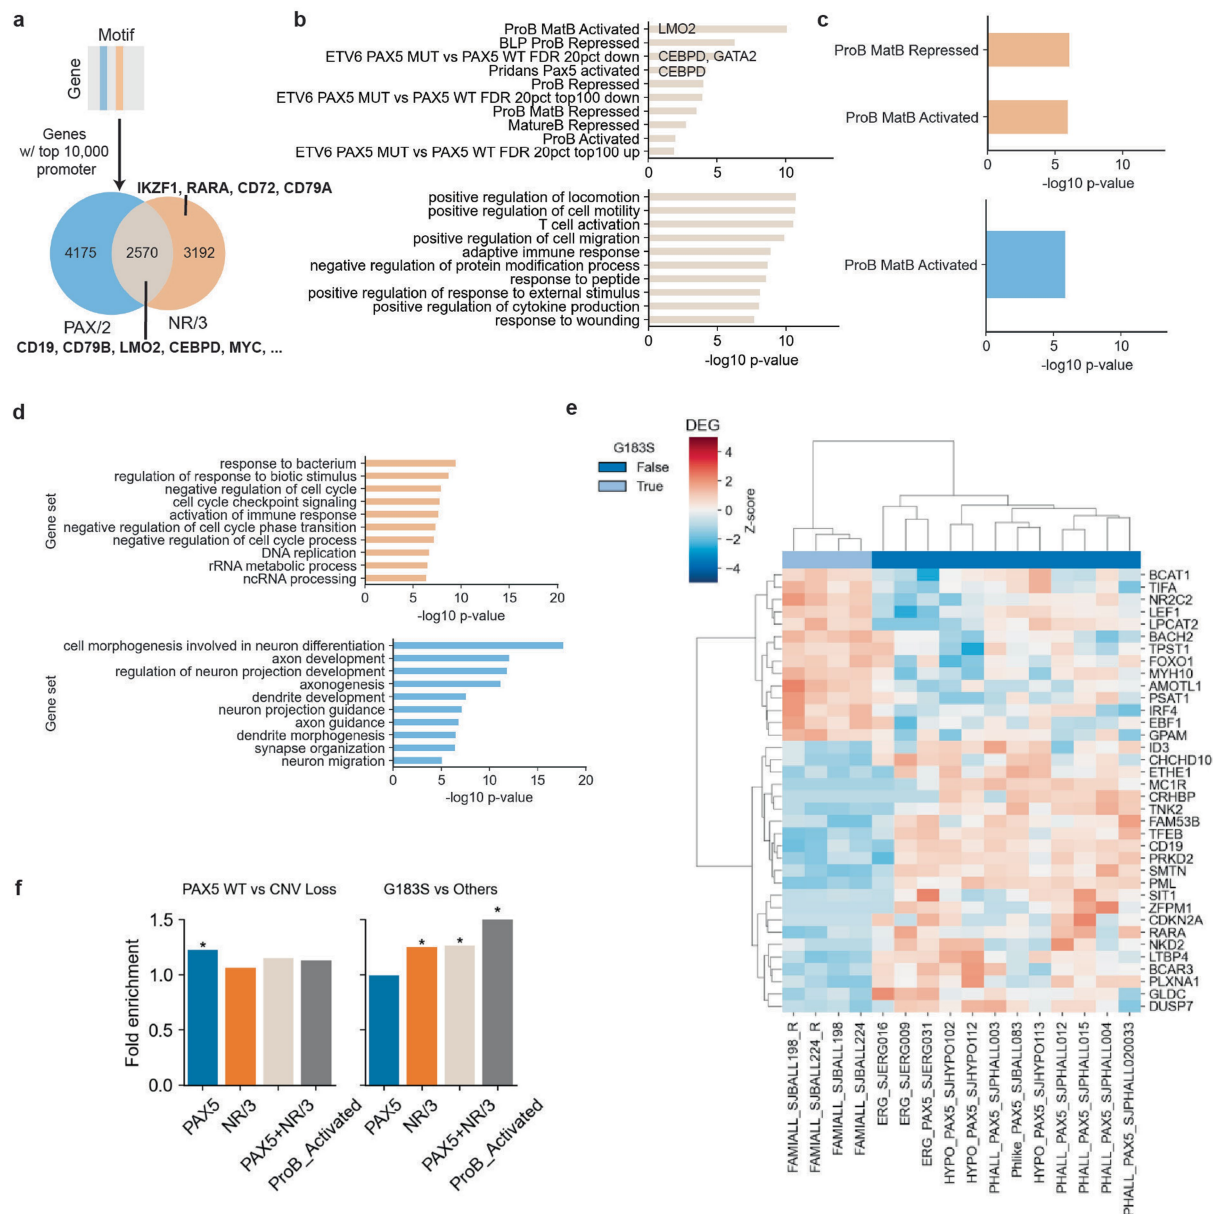 a
Motif
Gene
Genes
w/ top 10,000
promoter
IKZF1, RARA, CD72, CD79A
4175
2570
3192
PAX/2
NR/3
CD19, CD79B, LMO2, CEBPD, MYC, ...
b
ProB MatB Activated
LMO2
BLP ProB Repressed
ETV6 PAX5 MUT vs PAX5 WT FDR 20pct down
CEBPD, GATA2
Pridans Pax5 activated
CEBPD
ProB Repressed
ETV6 PAX5 MUT vs PAX5 WT FDR 20pct top100 down
ProB MatB Repressed
MatureB Repressed
ProB Activated
ETV6 PAX5 MUT vs PAX5 WT FDR 20pct top100 up
0 5 10
positive regulation of locomotion
positive regulation of cell motility
T cell activation
positive regulation of cell migration
adaptive immune response
negative regulation of protein modification process
response to peptide
positive regulation of response to external stimulus
positive regulation of cytokine production
response to wounding
0 5 10
-log10 p-value
c
ProB MatB Repressed
ProB MatB Activated
0 5 10
-log10 p-value
ProB MatB Activated
0 5 10
-log10 p-value
d
Gene set
response to bacterium
regulation of response to biotic stimulus
negative regulation of cell cycle
cell cycle checkpoint signaling
activation of immune response
negative regulation of cell cycle phase transition
negative regulation of cell cycle process
DNA replication
rRNA metabolic process
ncRNA processing
0 5 10 15 20
-log10 p-value
Gene set
cell morphogenesis involved in neuron differentiation
axon development
regulation of neuron projection development
axonogenesis
dendrite development
neuron projection guidance
axon guidance
dendrite morphogenesis
synapse organization
neuron migration
0 5 10 15 20
-log10 p-value
e
G183S
False
True
DEG
4
2
0
−2
−4
Z-score
BCAT1
TIFA
NR2C2
LEF1
LPCAT2
BACH2
TPST1
FOXO1
MYH10
AMOTL1
PSAT1
IRF4
EBF1
GPAM
ID3
CHCHD10
ETHE1
MC1R
CRHBP
TNK2
FAM53B
TFEB
CD19
PRKD2
SMTN
PML
SIT1
ZFPM1
CDKN2A
RARA
NKD2
LTBP4
BCAR3
PLXNA1
GLDC
DUSP7
FAMIALL_SJBALL198_R
FAMIALL_SJBALL224_R
FAMIALL_SJBALL198
FAMIALL_SJBALL224
ERG_SJERG016
ERG_SJERG009
ERG_PAX5_SJERG031
HYPO_PAX5_SJHYPO102
HYPO_PAX5_SJHYPO112
PHALL_PAX5_SJPHALL003
Phlike_PAX5_SJBALL083
HYPO_PAX5_SJHYPO113
PHALL_PAX5_SJPHALL012
PHALL_PAX5_SJPHALL015
PHALL_PAX5_SJPHALL004
PHALL_PAX5_SJPHALL020033
f
PAX5 WT vs CNV Loss
G183S vs Others
Fold enrichment
1.5
1.0
0.5
0.0
*
* * *
PAX5
NR/3
PAX5+NR/3
ProB_Activated
PAX5
NR/3
PAX5+NR/3
ProB_Activated